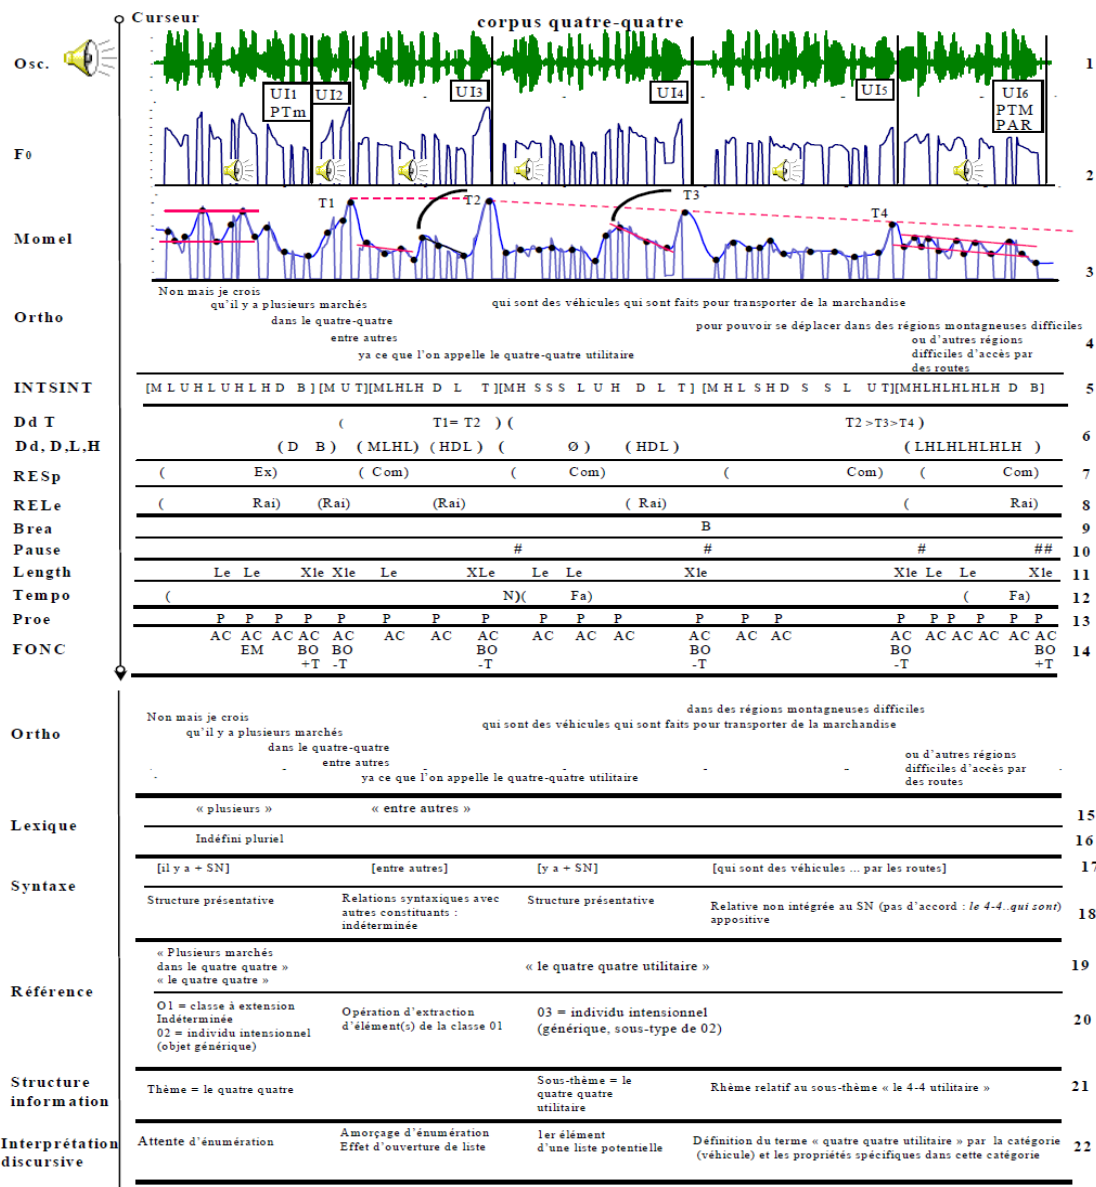 Curseur
corpus quatre-quatre
Osc.
1
UI1
PTm
UI2
UI3
UI4
UI5
UI6
PTM
PAR
F0
2
T1
T2
T3
T4
Momel
3
Non mais je crois
qu'il y a plusieurs marchés
qui sont des véhicules qui sont faits pour transporter de la marchandise
Ortho
dans le quatre-quatre
pour pouvoir se déplacer dans des régions montagneuses difficiles
entre autres
ou d'autres régions
4
ya ce que l'on appelle le quatre-quatre utilitaire
difficiles d'accès par
des routes
INTSINT [M L U H L U H L H D B] [M U T][MLHLH D L T][MH S S S L U H D L T] [M H L S H D S S L U T][MHLHLHLHLH D B] 5
Dd T ( T1= T2 ) ( T2 >T3>T4 )
6
Dd, D,L,H ( D B ) ( MLHL) ( HDL ) ( Ø ) ( HDL ) ( LHLHLHLHLH )
RESp ( Ex) ( Com) ( Com) ( Com) ( Com) 7
RELe ( Rai) (Rai) (Rai) ( Rai) ( Rai) 8
Brea B 9
Pause # # # ## 10
Length Le Le Xle Xle Le XLe Le Le Xle Xle Le Le Xle 11
Tempo ( N)( Fa) ( Fa) 12
Proe P P P P P P P P P P P P P P P P P P P P 13
AC AC AC AC AC AC AC AC AC AC AC AC AC AC AC AC AC AC AC AC
FONC EM BO BO BO BO BO BO 14
+T -T -T -T -T +T
dans des régions montagneuses difficiles
Non mais je crois
qui sont des véhicules qui sont faits pour transporter de la marchandise
Ortho
qu'il y a plusieurs marchés
dans le quatre-quatre
entre autres
ou d'autres régions
difficiles d'accès par
ya ce que l'on appelle le quatre-quatre utilitaire
des routes
« plusieurs » « entre autres » 15
Lexique
Indéfini pluriel 16
[il y a + SN] [entre autres] [y a + SN] [qui sont des véhicules ... par les routes] 17
Syntaxe
Structure présentative
Relations syntaxiques avec
autres constituants :
indéterminée
Structure présentative
Relative non intégrée au SN (pas d'accord : le 4-4..qui sont)
appositive
18
« Plusieurs marchés
dans le quatre quatre »
« le quatre quatre »
« le quatre quatre utilitaire »
19
Référence
O1 = classe à extension
Indéterminée
02 = individu intensionnel
(objet générique)
Opération d'extraction
d'élément(s) de la classe 01
03 = individu intensionnel
(générique, sous-type de 02)
20
Structure
information
Thème = le quatre quatre
Sous-thème = le
quatre quatre
utilitaire
Rhème relatif au sous-thème « le 4-4 utilitaire »
21
Interprétation
discursive
Attente d'énumération
Amorçage d'énumération
Effet d'ouverture de liste
1er élément
d'une liste potentielle
Définition du terme « quatre quatre utilitaire » par la catégorie
(véhicule) et les propriétés spécifiques dans cette catégorie
22